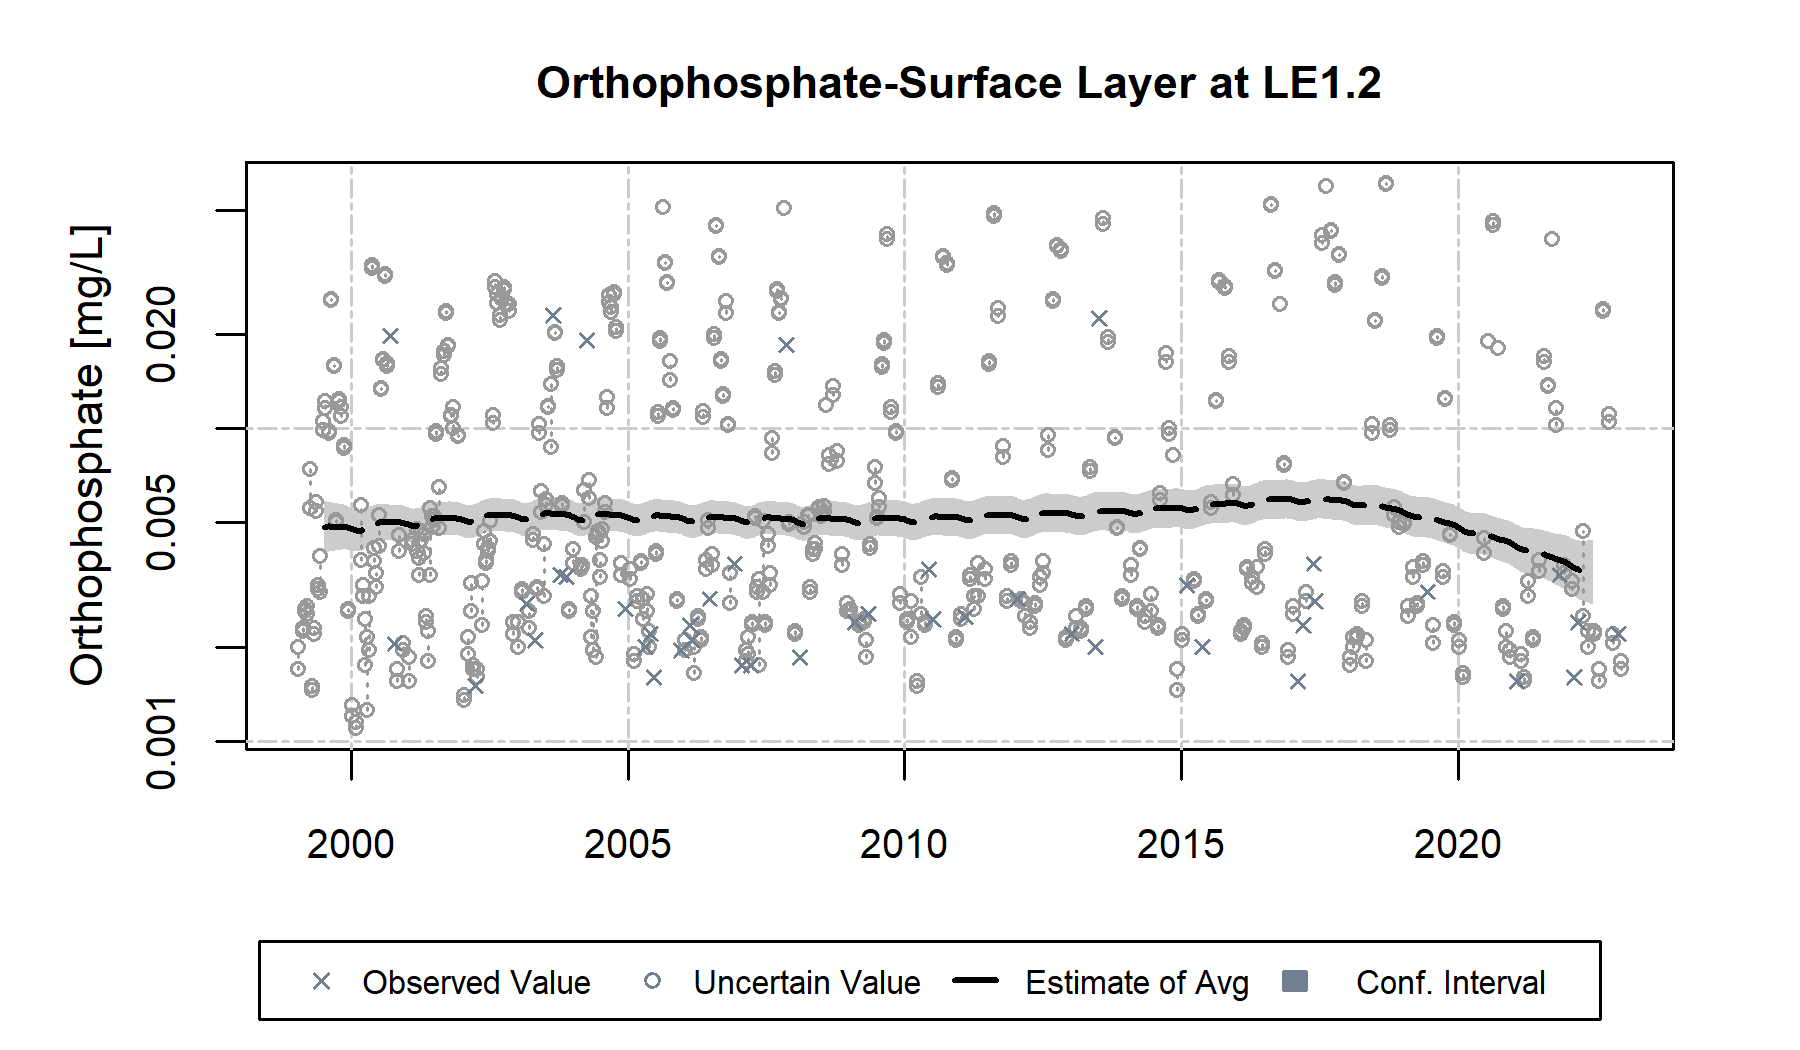 Orthophosphate-Surface Layer at LE1.2
Orthophosphate [mg/L]
0.020
0.005
0.001
2000 2005 2010 2015 2020
Observed Value Uncertain Value Estimate of Avg Conf. Interval